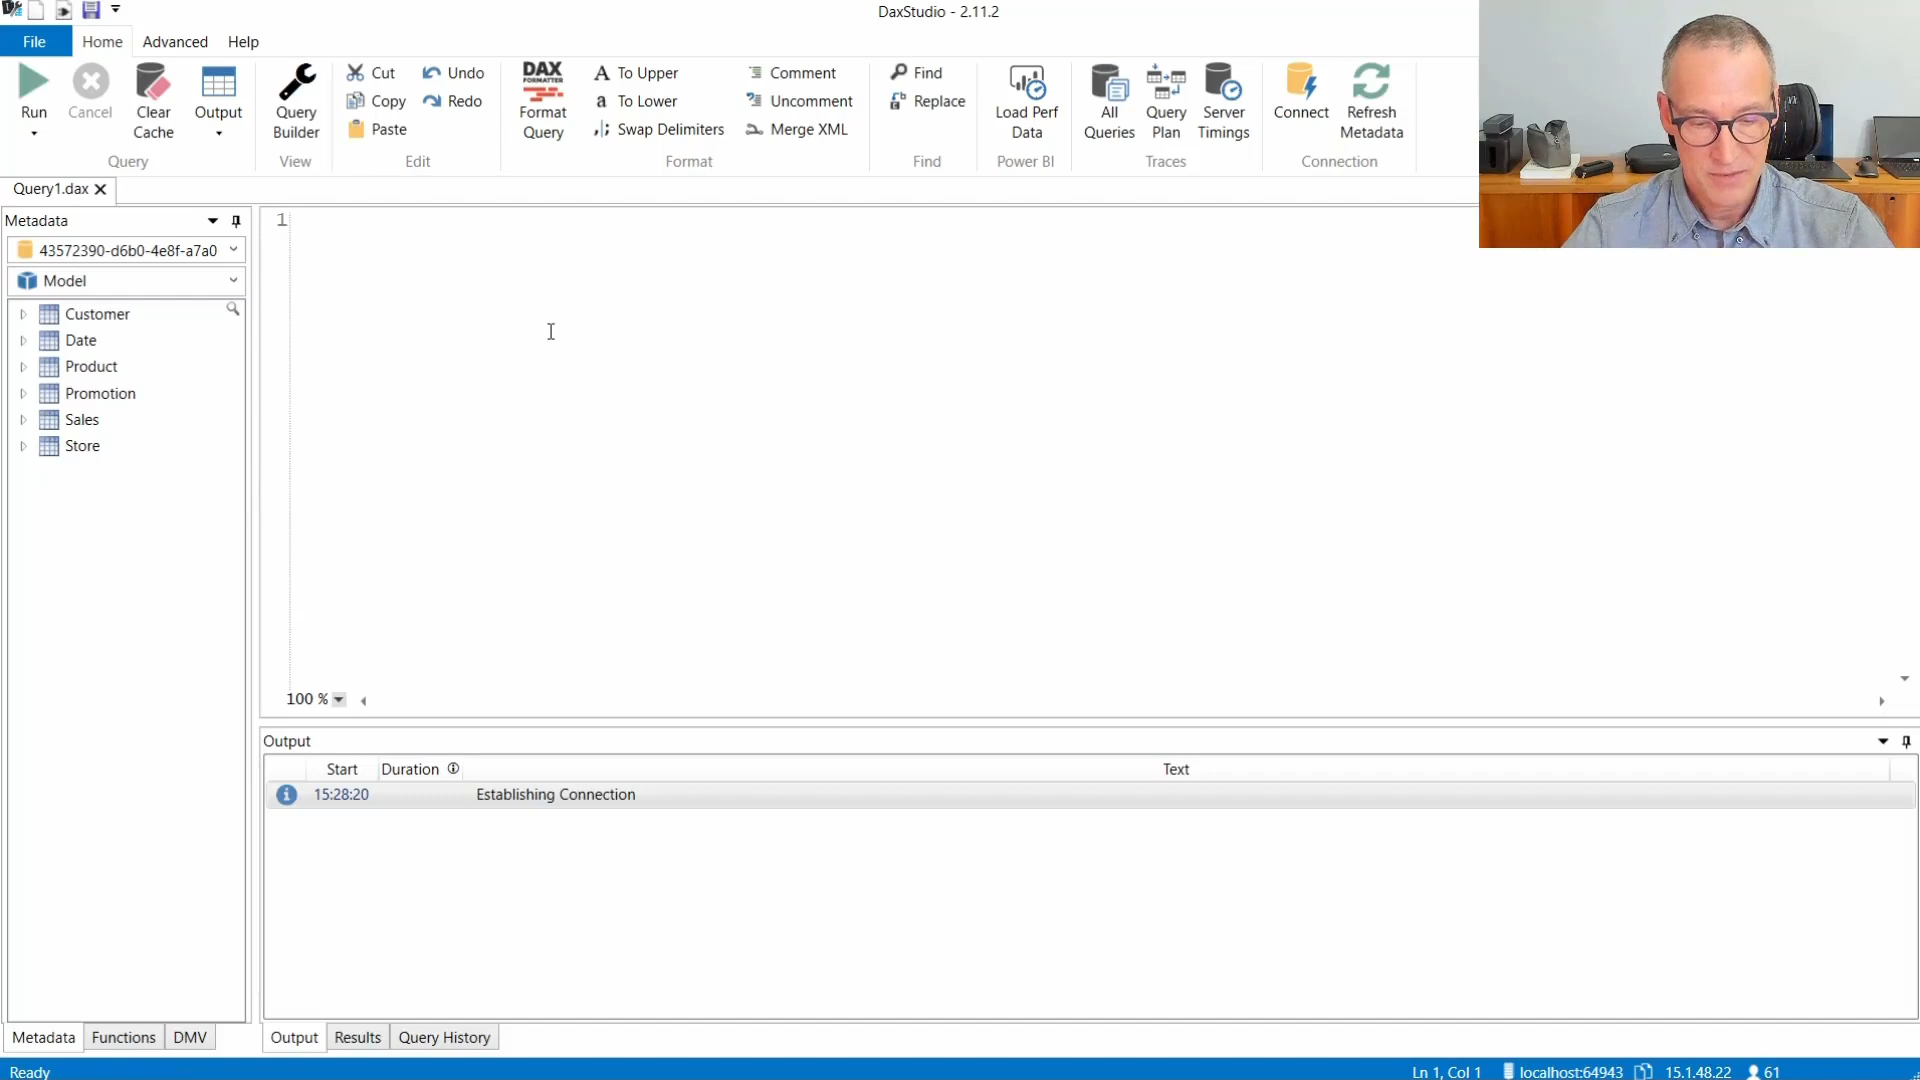 DaxStudio - 2.11.2
File Home Advanced Help
Run Cancel Clear Cache Output
Query
Query Builder
View
Cut Copy Paste Undo Redo
Edit
DAX FORMATTER
Format Query
To Upper
To Lower
Swap Delimiters
Comment
Uncomment
Merge XML
Format
Find
Replace
Find
Load Perf Data
Power BI
All Queries
Query Plan
Server Timings
Traces
Connect
Refresh Metadata
Connection
Query1.dax
Metadata
43572390-d6b0-4e8f-a7a0
Model
Customer
Date
Product
Promotion
Sales
Store
1
100 %
Output
Start Duration Text
15:28:20 Establishing Connection
Metadata Functions DMV
Output Results Query History
Ready Ln 1, Col 1 localhost:64943 15.1.48.22 61